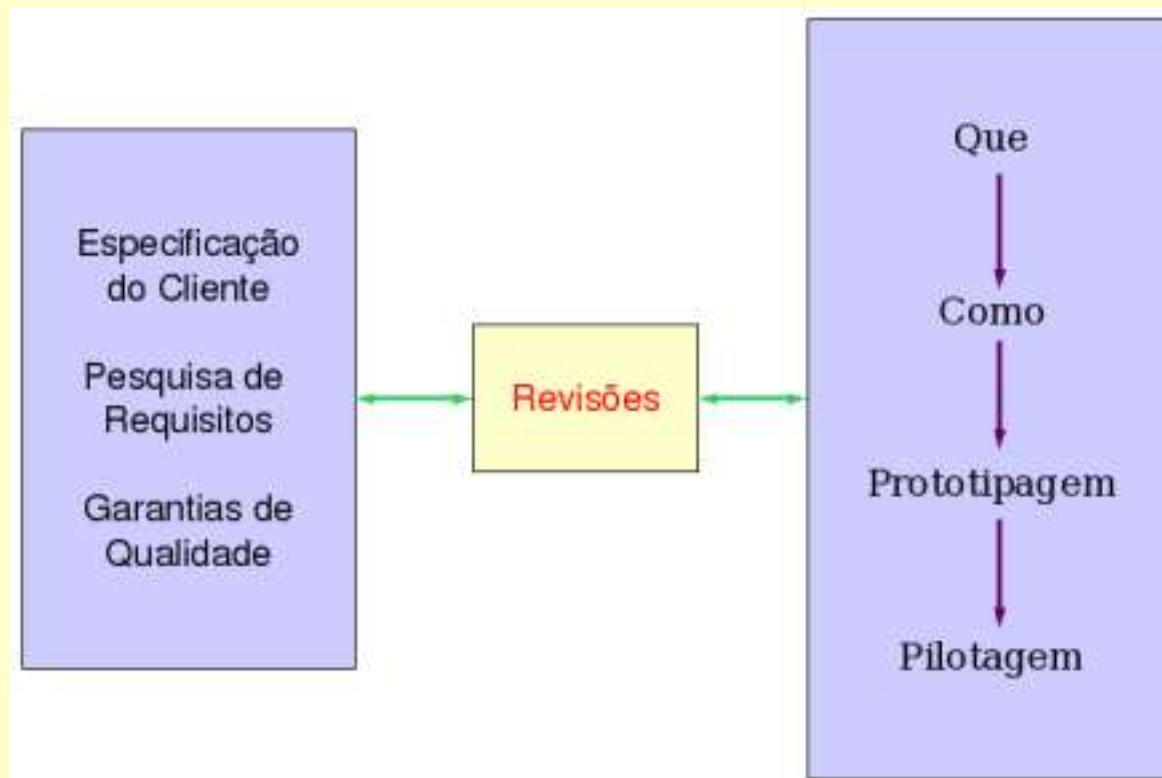 Especificação
do Cliente
Pesquisa de
Requisitos
Garantias de
Qualidade
Revisões
Que
Como
Prototipagem
Pilotagem